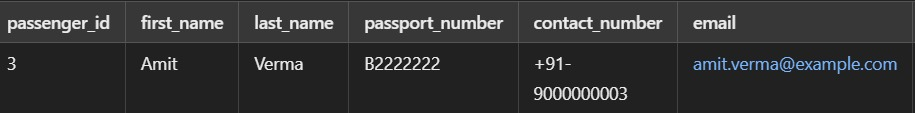 passenger_id first_name last_name passport_number contact_number email
3 Amit Verma B2222222 +91- amit.verma@example.com
9000000003